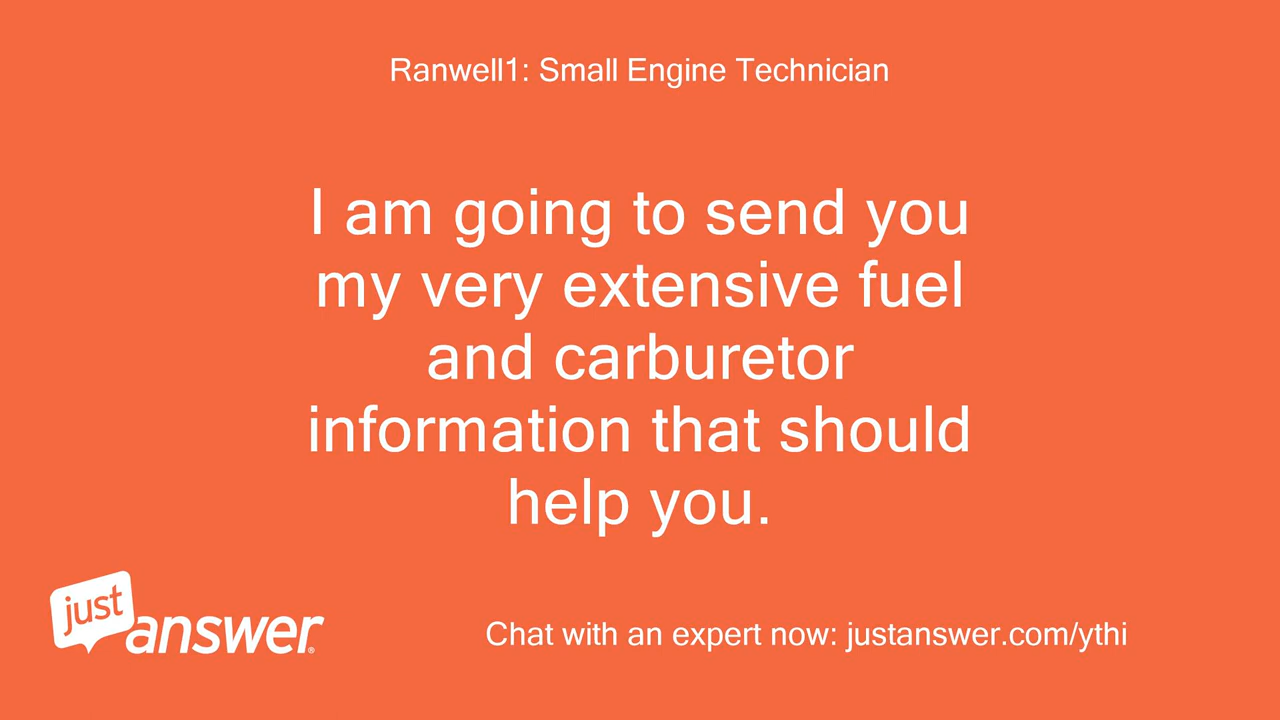 Ranwell1: Small Engine Technician
I am going to send you
my very extensive fuel
and carburetor
information that should
help you.
just
answer®
Chat with an expert now: justanswer.com/ythi